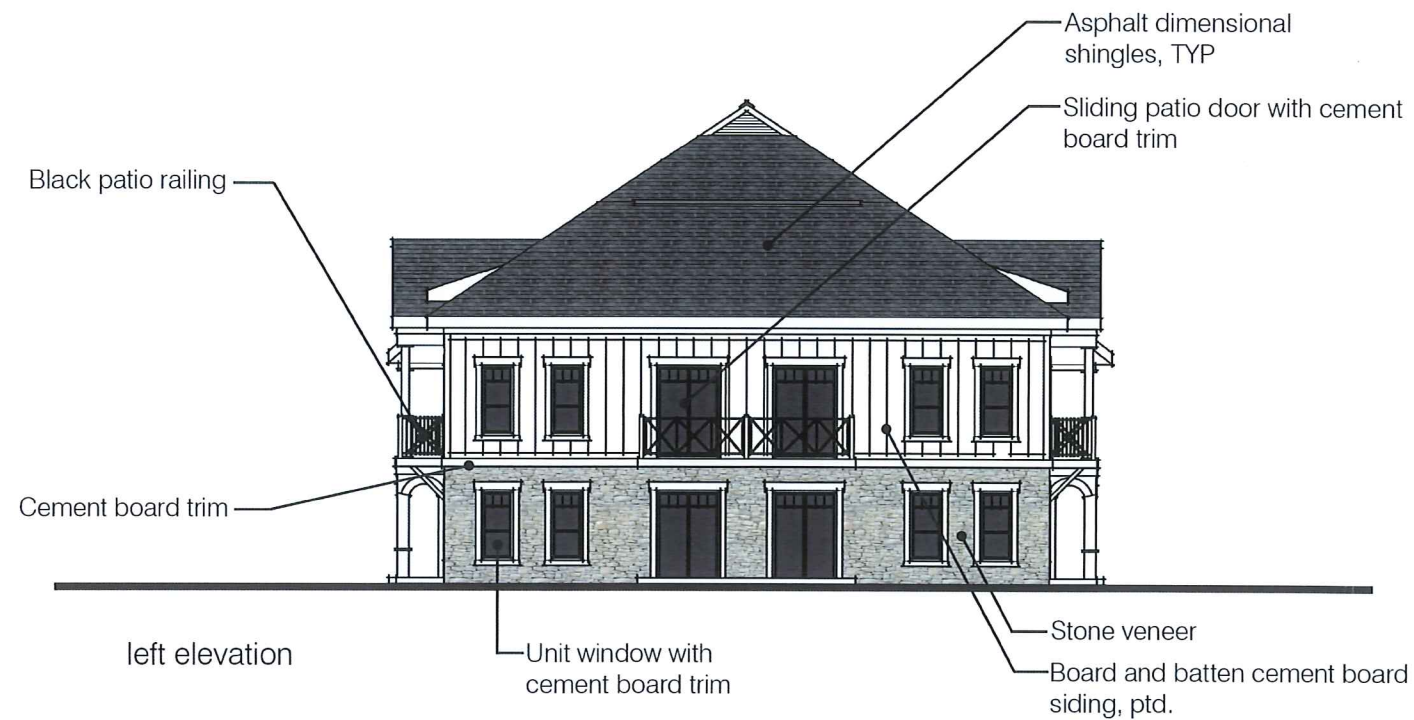 Asphalt dimensional
shingles, TYP
Sliding patio door with cement
board trim
Black patio railing
Cement board trim
left elevation
Unit window with
cement board trim
Stone veneer
Board and batten cement board
siding, ptd.